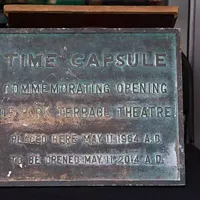 TIME CAPSULE
COMMEMORATING OPENING
PARK TERRACE THEATRE
PLACED HERE MAY 11, 1964 A.D.
TO BE OPENED MAY 11, 2014 A.D.